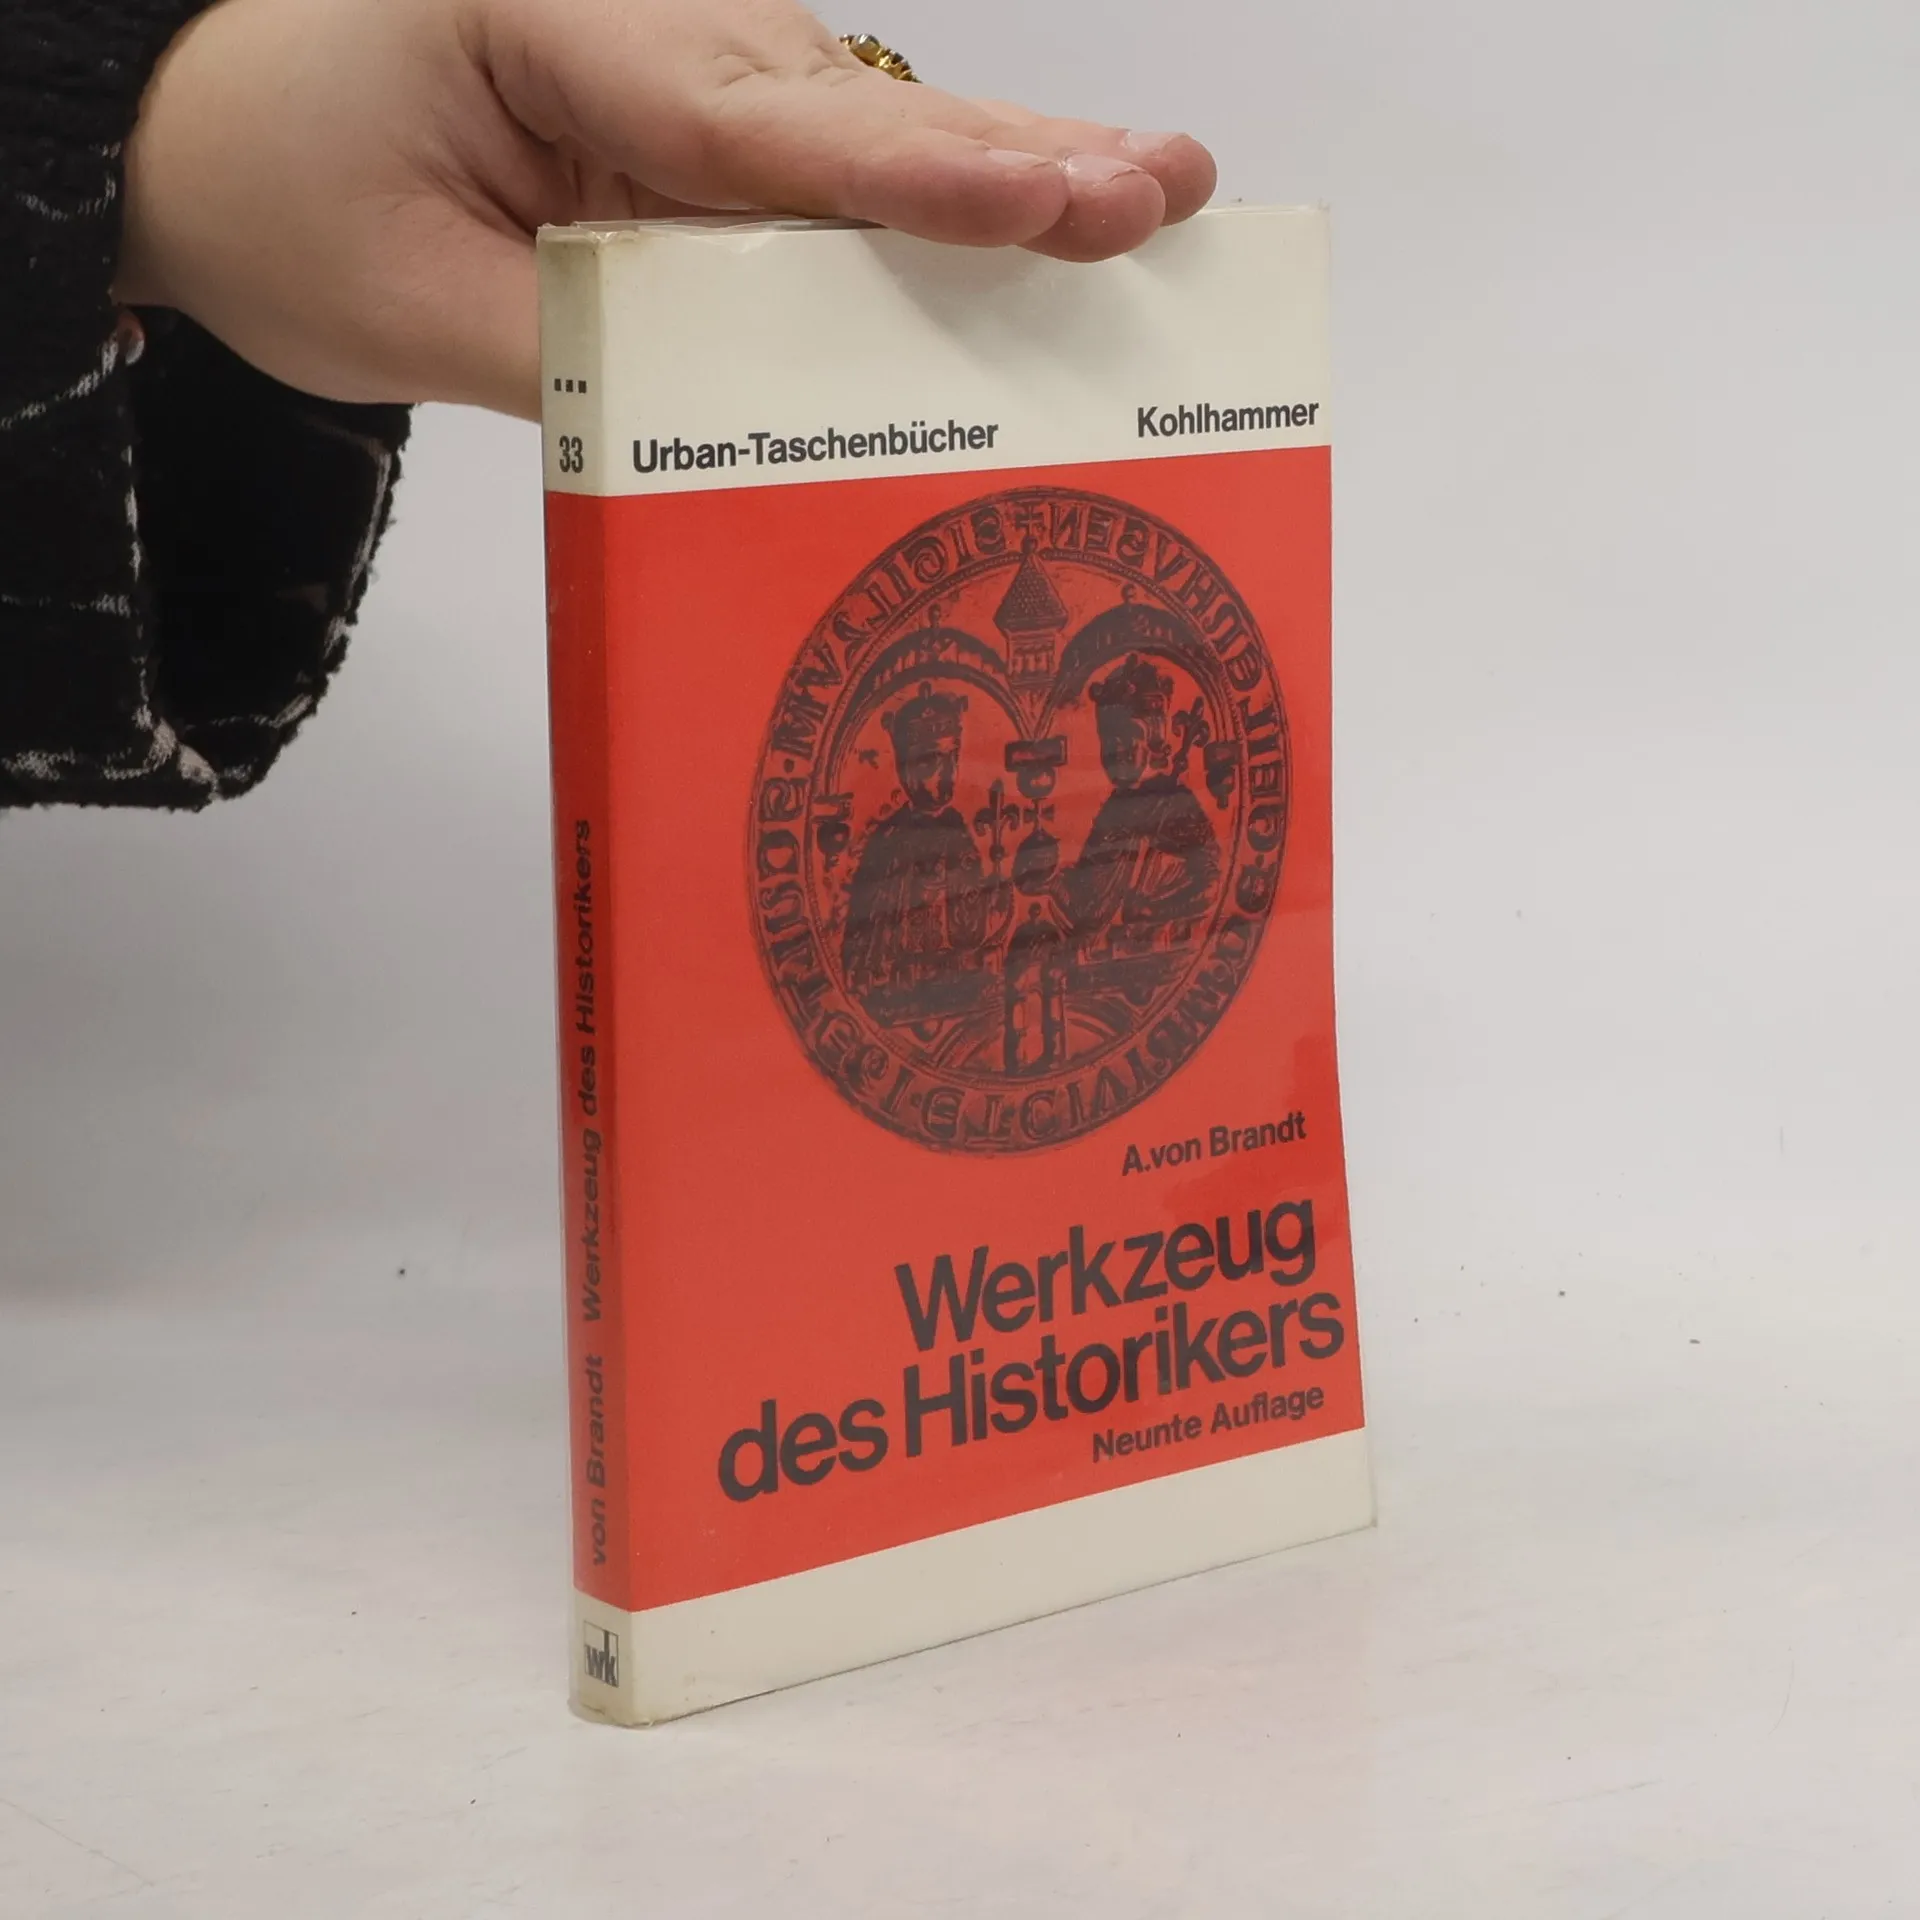 33
Urban-Taschenbücher
Kohlhammer
A.von Brandt
Werkzeug
des Historikers
Neunte Auflage
von Brandt Werkzeug des Historikers
wk